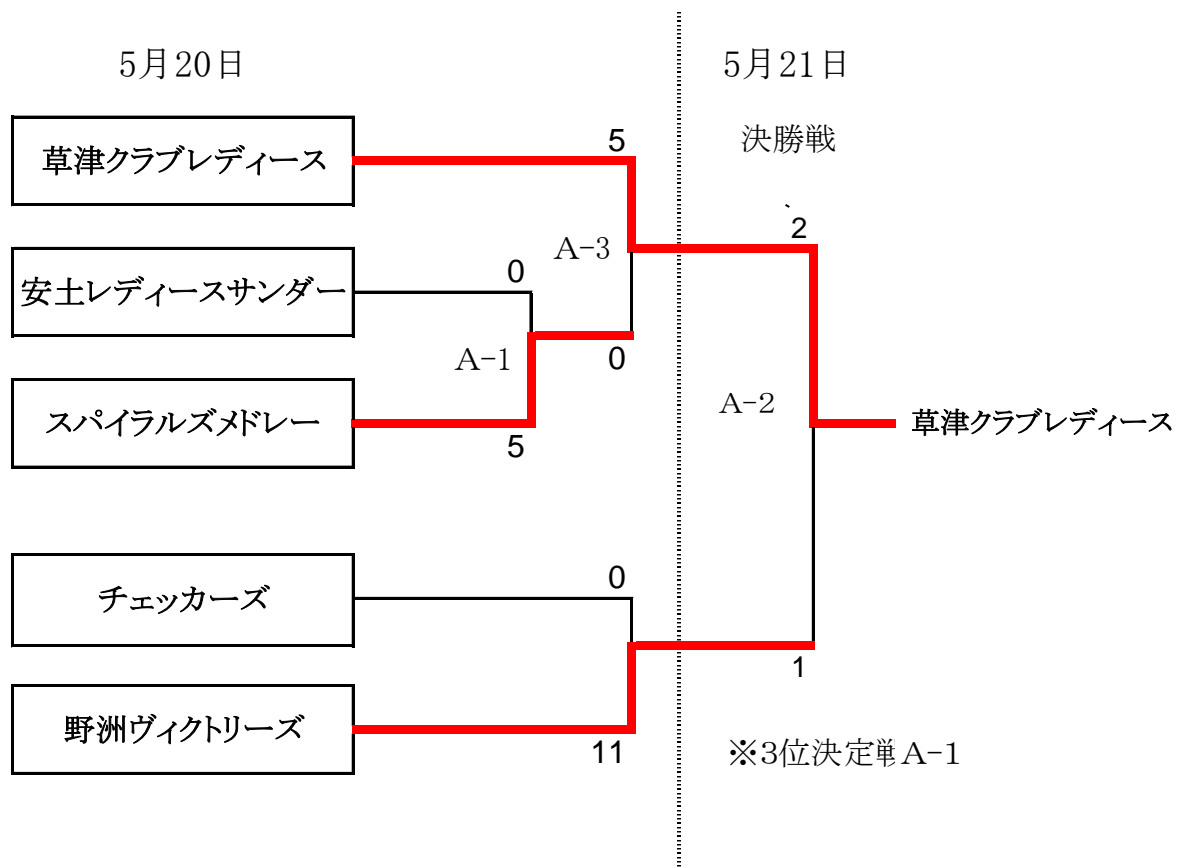 5月20日
5月21日
決勝戦
草津クラブレディース
5
、
2
A-3
安土レディースサンダー
0
A-1
0
スパイラルズメドレー
5
A-2
草津クラブレディース
チェッカーズ
0
1
野洲ヴィクトリーズ
11
※3位決定戦A-1